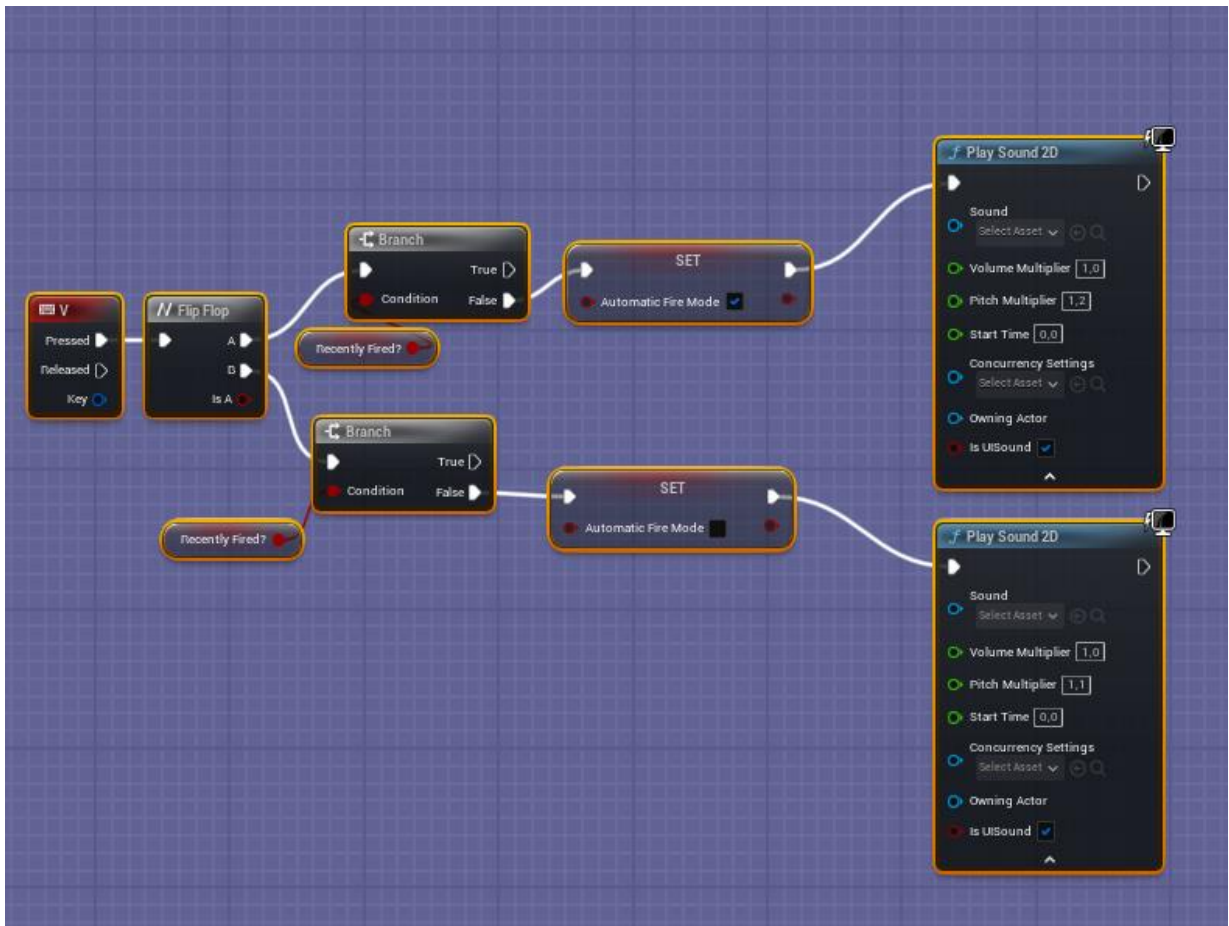 V
Pressed
Released
Key
Flip Flop
A
B
Is A
Branch
True
Condition
False
Recently Fired?
SET
Automatic Fire Mode
Play Sound 2D
Sound
Select Asset
Volume Multiplier 1,0
Pitch Multiplier 1,2
Start Time 0,0
Concurrency Settings
Select Asset
Owning Actor
Is UISound
Branch
True
Condition
False
Recently Fired?
SET
Automatic Fire Mode
Play Sound 2D
Sound
Select Asset
Volume Multiplier 1,0
Pitch Multiplier 1,1
Start Time 0,0
Concurrency Settings
Select Asset
Owning Actor
Is UISound